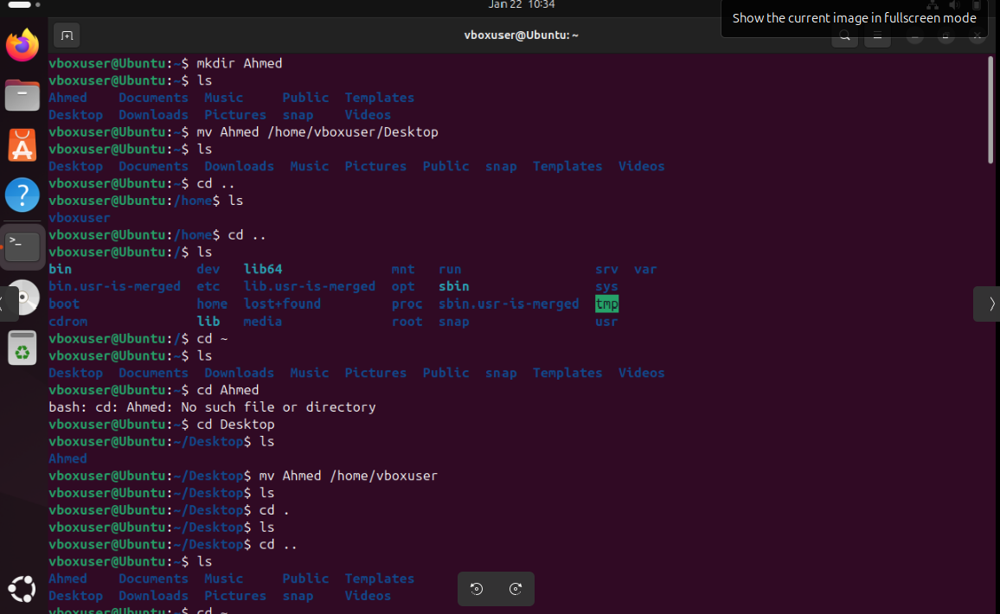 Jan 22 10:34
Show the current image in fullscreen mode
vboxuser@Ubuntu: ~
vboxuser@Ubuntu:~$ mkdir Ahmed
vboxuser@Ubuntu:~$ ls
Ahmed Documents Music Public Templates
Desktop Downloads Pictures snap Videos
vboxuser@Ubuntu:~$ mv Ahmed /home/vboxuser/Desktop
vboxuser@Ubuntu:~$ ls
Desktop Documents Downloads Music Pictures Public snap Templates Videos
vboxuser@Ubuntu:~$ cd ..
vboxuser@Ubuntu:/home$ ls
vboxuser
vboxuser@Ubuntu:/home$ cd ..
vboxuser@Ubuntu:/$ ls
bin dev lib64 mnt run srv var
bin.usr-is-merged etc lib.usr-is-merged opt sbin sys
boot home lost+found proc sbin.usr-is-merged tmp
cdrom lib media root snap usr
vboxuser@Ubuntu:/$ cd ~
vboxuser@Ubuntu:~$ ls
Desktop Documents Downloads Music Pictures Public snap Templates Videos
vboxuser@Ubuntu:~$ cd Ahmed
bash: cd: Ahmed: No such file or directory
vboxuser@Ubuntu:~$ cd Desktop
vboxuser@Ubuntu:~/Desktop$ ls
Ahmed
vboxuser@Ubuntu:~/Desktop$ mv Ahmed /home/vboxuser
vboxuser@Ubuntu:~/Desktop$ ls
vboxuser@Ubuntu:~/Desktop$ cd .
vboxuser@Ubuntu:~/Desktop$ ls
vboxuser@Ubuntu:~/Desktop$ cd ..
vboxuser@Ubuntu:~$ ls
Ahmed Documents Music Public Templates
Desktop Downloads Pictures snap Videos
vboxuser@Ubuntu:~$ cd ~